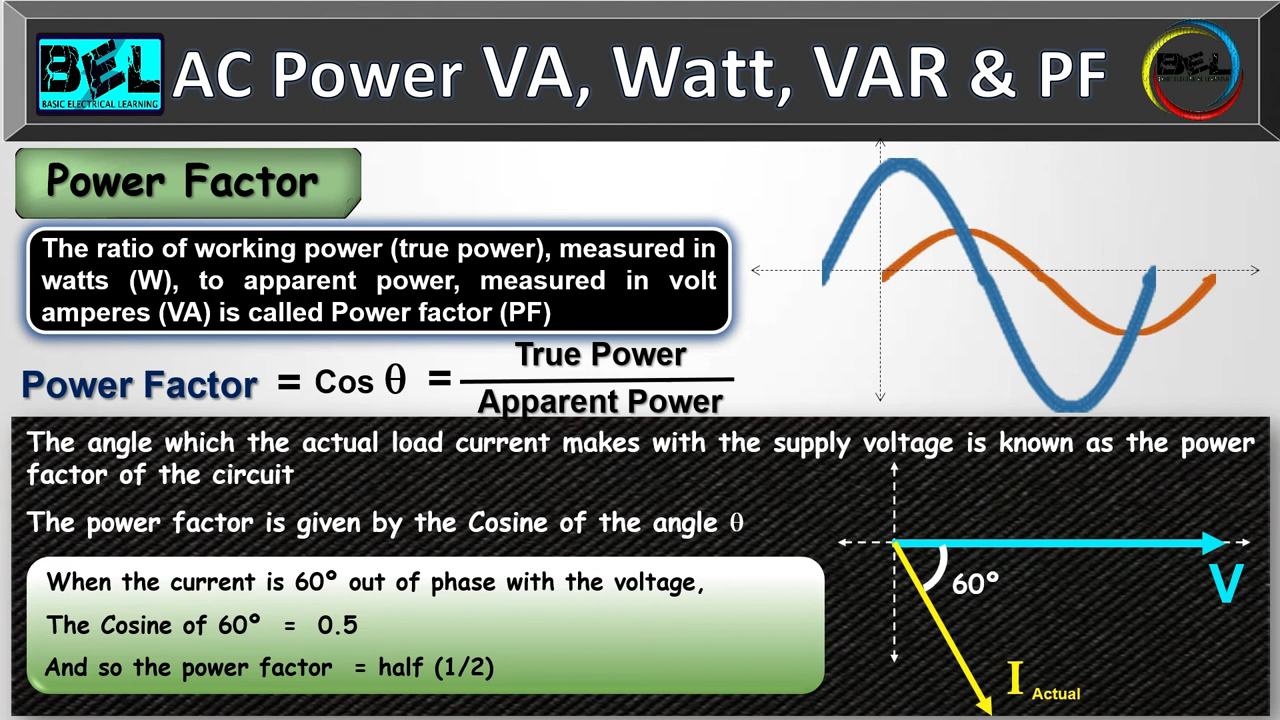 BEL
BASIC ELECTRICAL LEARNING
AC Power VA, Watt, VAR & PF
BEL
Power Factor
The ratio of working power (true power), measured in
watts (W), to apparent power, measured in volt
amperes (VA) is called Power factor (PF)
Power Factor = Cos θ = True Power
Apparent Power
The angle which the actual load current makes with the supply voltage is known as the power
factor of the circuit
The power factor is given by the Cosine of the angle θ
When the current is 60° out of phase with the voltage,
The Cosine of 60° = 0.5
And so the power factor = half (1/2)
60°
V
I Actual